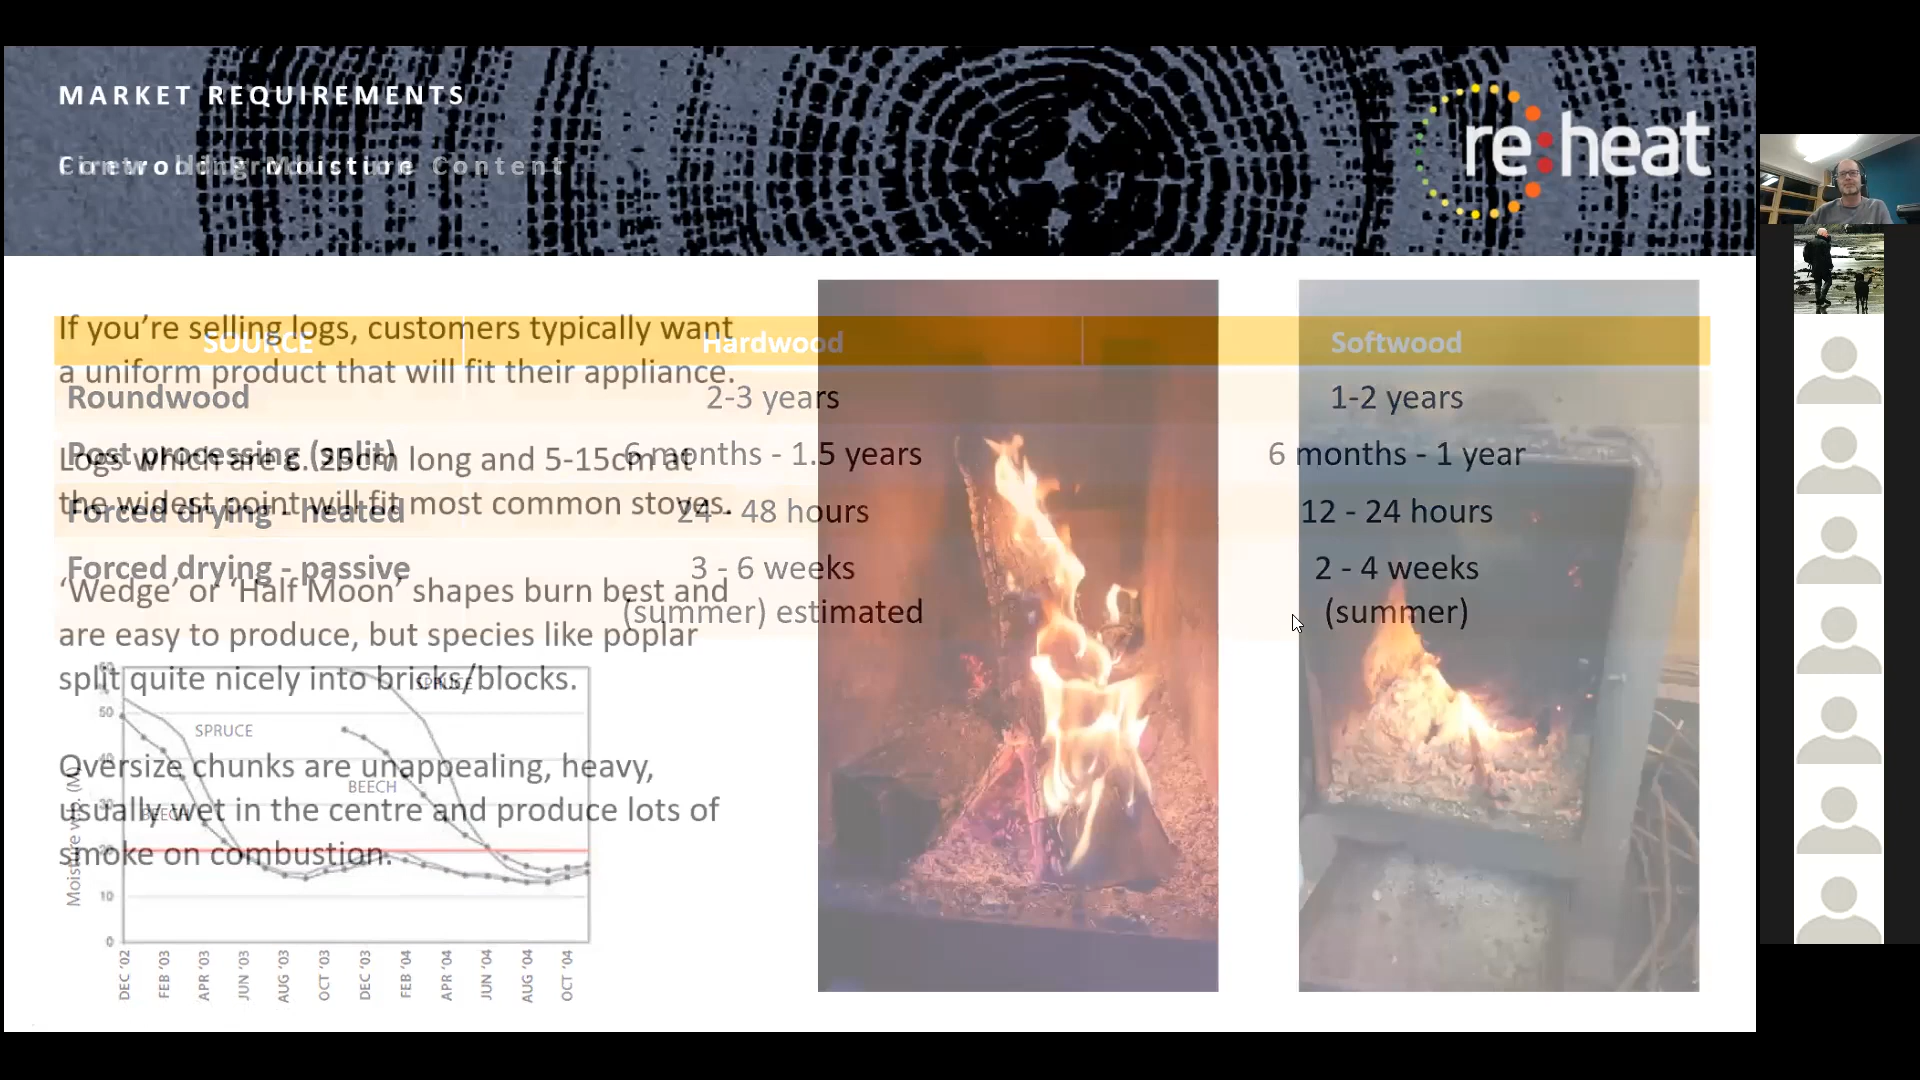 MARKET REQUIREMENTS
Controlling Moisture Content
re:heat
If you're selling logs, customers typically want
a uniform product that will fit their appliance.
Logs which are c. 25cm long and 5-15cm at
the widest point will fit most common stoves.
'Wedge' or 'Half Moon' shapes burn best and
are easy to produce, but species like poplar
split quite nicely into bricks/blocks.
Oversize chunks are unappealing, heavy,
usually wet in the centre and produce lots of
smoke on combustion.
SOURCE Hardwood Softwood
Roundwood 2-3 years 1-2 years
Post processing (split) 6 months - 1.5 years 6 months - 1 year
Forced drying - heated 24 - 48 hours 12 - 24 hours
Forced drying - passive 3 - 6 weeks 2 - 4 weeks
(summer) estimated (summer)
SPRUCE
SPRUCE
BEECH
BEECH
50
10
0
DEC '02 FEB '03 APR '03 JUN '03 AUG '03 OCT '03 DEC '03 FEB '04 APR '04 JUN '04 AUG '04 OCT '04